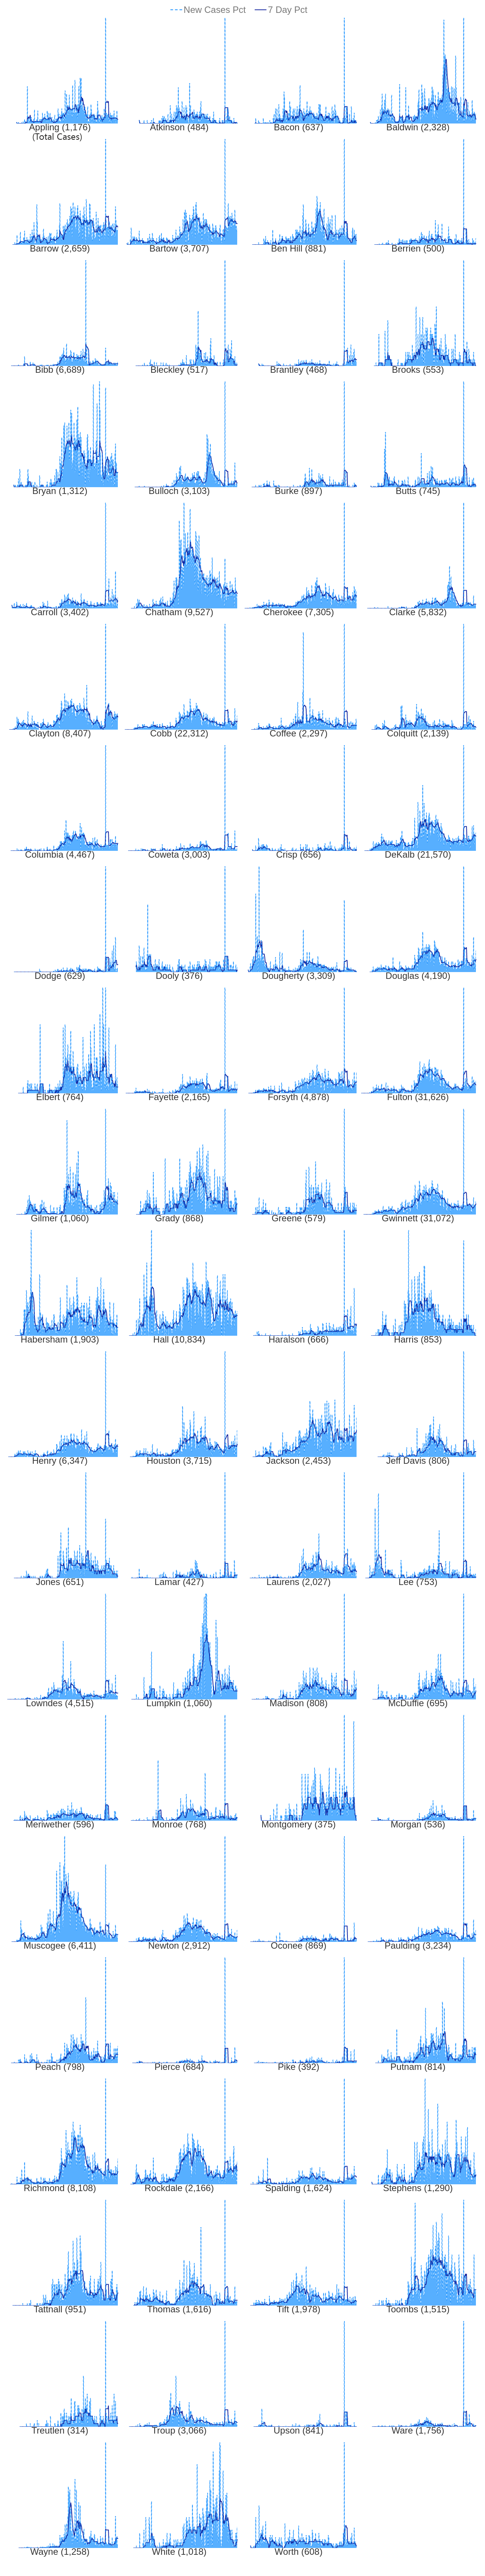 New Cases Pct 7 Day Pct
Appling (1,176) Atkinson (484) Bacon (637) Baldwin (2,328)
(Total Cases)
Barrow (2,659) Bartow (3,707) Ben Hill (881) Berrien (500)
Bibb (6,689) Bleckley (517) Brantley (468) Brooks (553)
Bryan (1,312) Bulloch (3,103) Burke (897) Butts (745)
Carroll (3,402) Chatham (9,527) Cherokee (7,305) Clarke (5,832)
Clayton (8,407) Cobb (22,312) Coffee (2,297) Colquitt (2,139)
Columbia (4,467) Coweta (3,003) Crisp (656) DeKalb (21,570)
Dodge (629) Dooly (376) Dougherty (3,309) Douglas (4,190)
Elbert (764) Fayette (2,165) Forsyth (4,878) Fulton (31,626)
Gilmer (1,060) Grady (868) Greene (579) Gwinnett (31,072)
Habersham (1,903) Hall (10,834) Haralson (666) Harris (853)
Henry (6,347) Houston (3,715) Jackson (2,453) Jeff Davis (806)
Jones (651) Lamar (427) Laurens (2,027) Lee (753)
Lowndes (4,515) Lumpkin (1,060) Madison (808) McDuffie (695)
Meriwether (596) Monroe (768) Montgomery (375) Morgan (536)
Muscogee (6,411) Newton (2,912) Oconee (869) Paulding (3,234)
Peach (798) Pierce (684) Pike (392) Putnam (814)
Richmond (8,108) Rockdale (2,166) Spalding (1,624) Stephens (1,290)
Tattnall (951) Thomas (1,616) Tift (1,978) Toombs (1,515)
Treutlen (314) Troup (3,066) Upson (841) Ware (1,756)
Wayne (1,258) White (1,018) Worth (608)